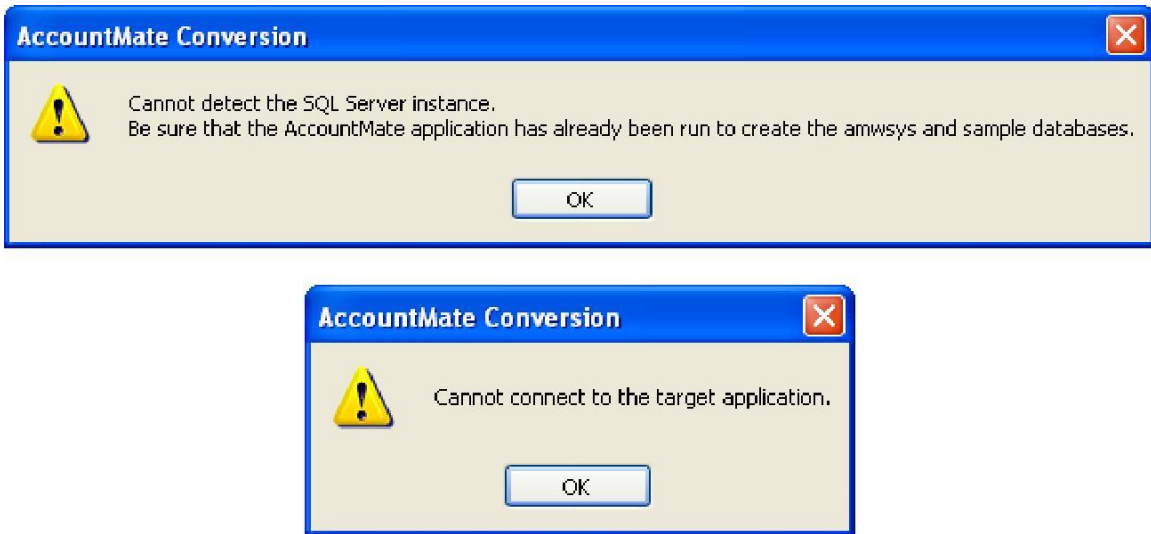 AccountMate Conversion
Cannot detect the SQL Server instance.
Be sure that the AccountMate application has already been run to create the amwsys and sample databases.
OK
AccountMate Conversion
Cannot connect to the target application.
OK